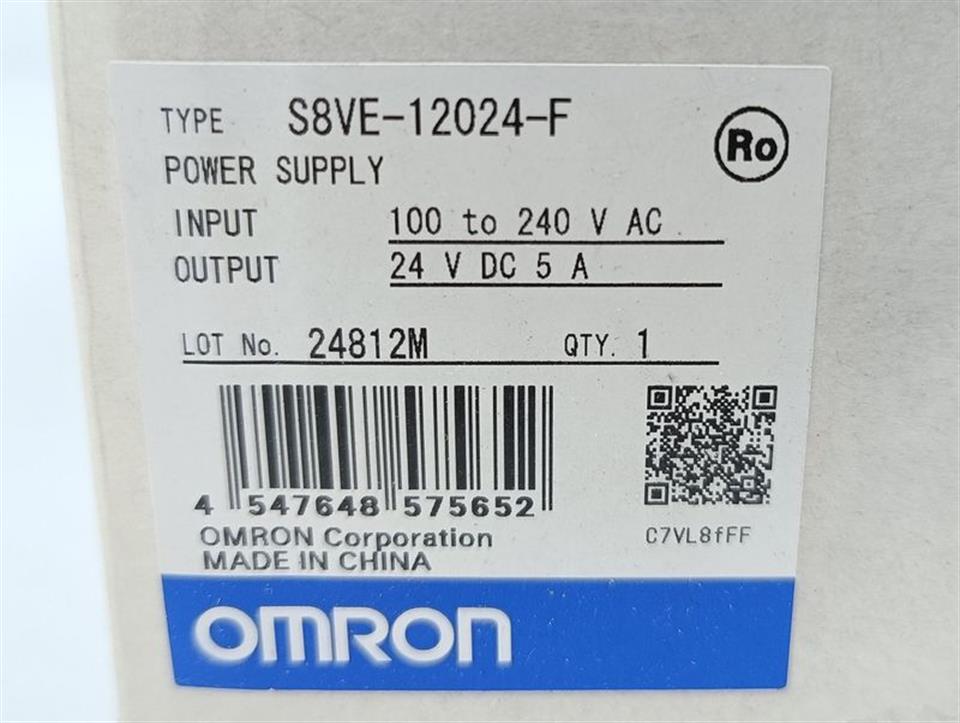 TYPE S8VE-12024-F
Ro
POWER SUPPLY
INPUT 100 to 240 V AC
OUTPUT 24 V DC 5 A
LOT No. 24812M QTY. 1
4 547648 575652
C7VL8fFF
OMRON Corporation
MADE IN CHINA
OMRON